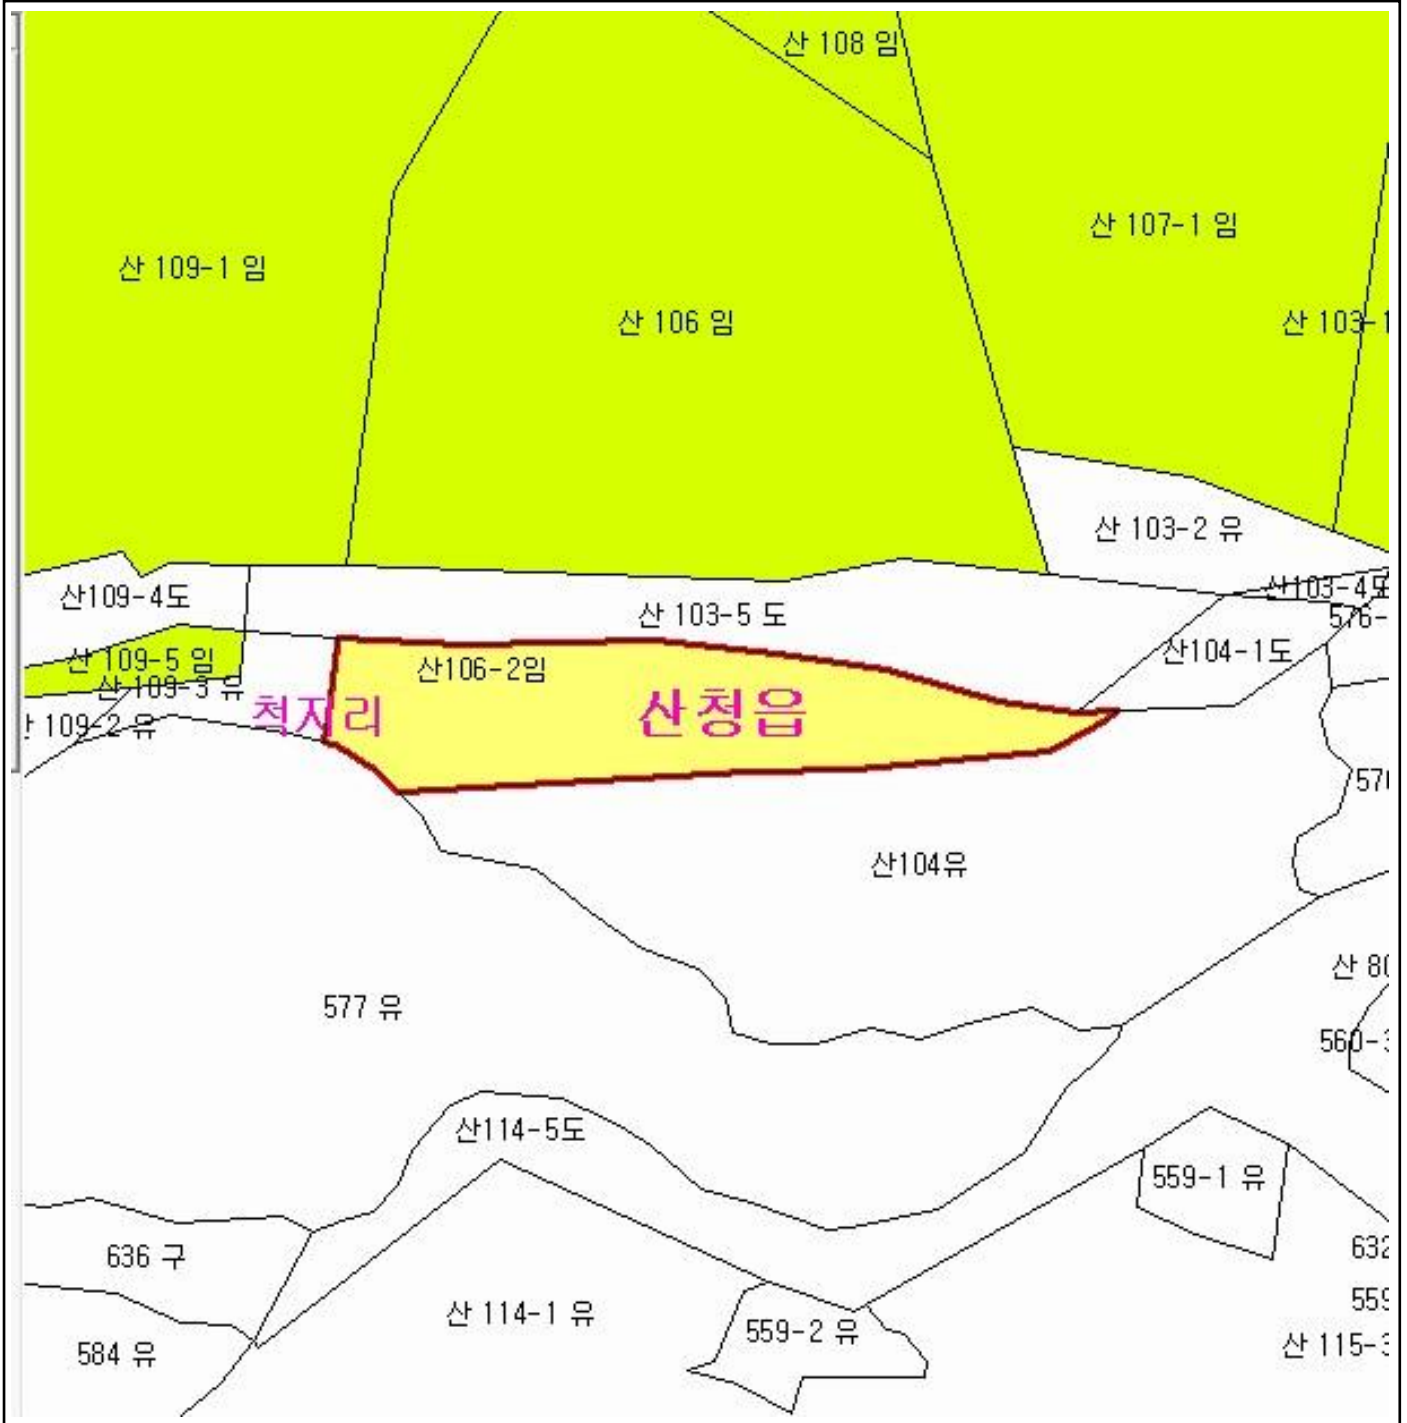 산 108 임
산 107-1 임
산 109-1 임
산 106 임
산 103-1
산 103-2 유
산103-4도
산109-4도
산 103-5 도
576-
산104-1도
산 109-5 임
산106-2임
산 109-3 유
척지리
산청읍
109-2 유
산104유
산 80
577 유
560-
산114-5도
559-1 유
636 구
632
559
산 114-1 유
559-2 유
584 유
산 115-